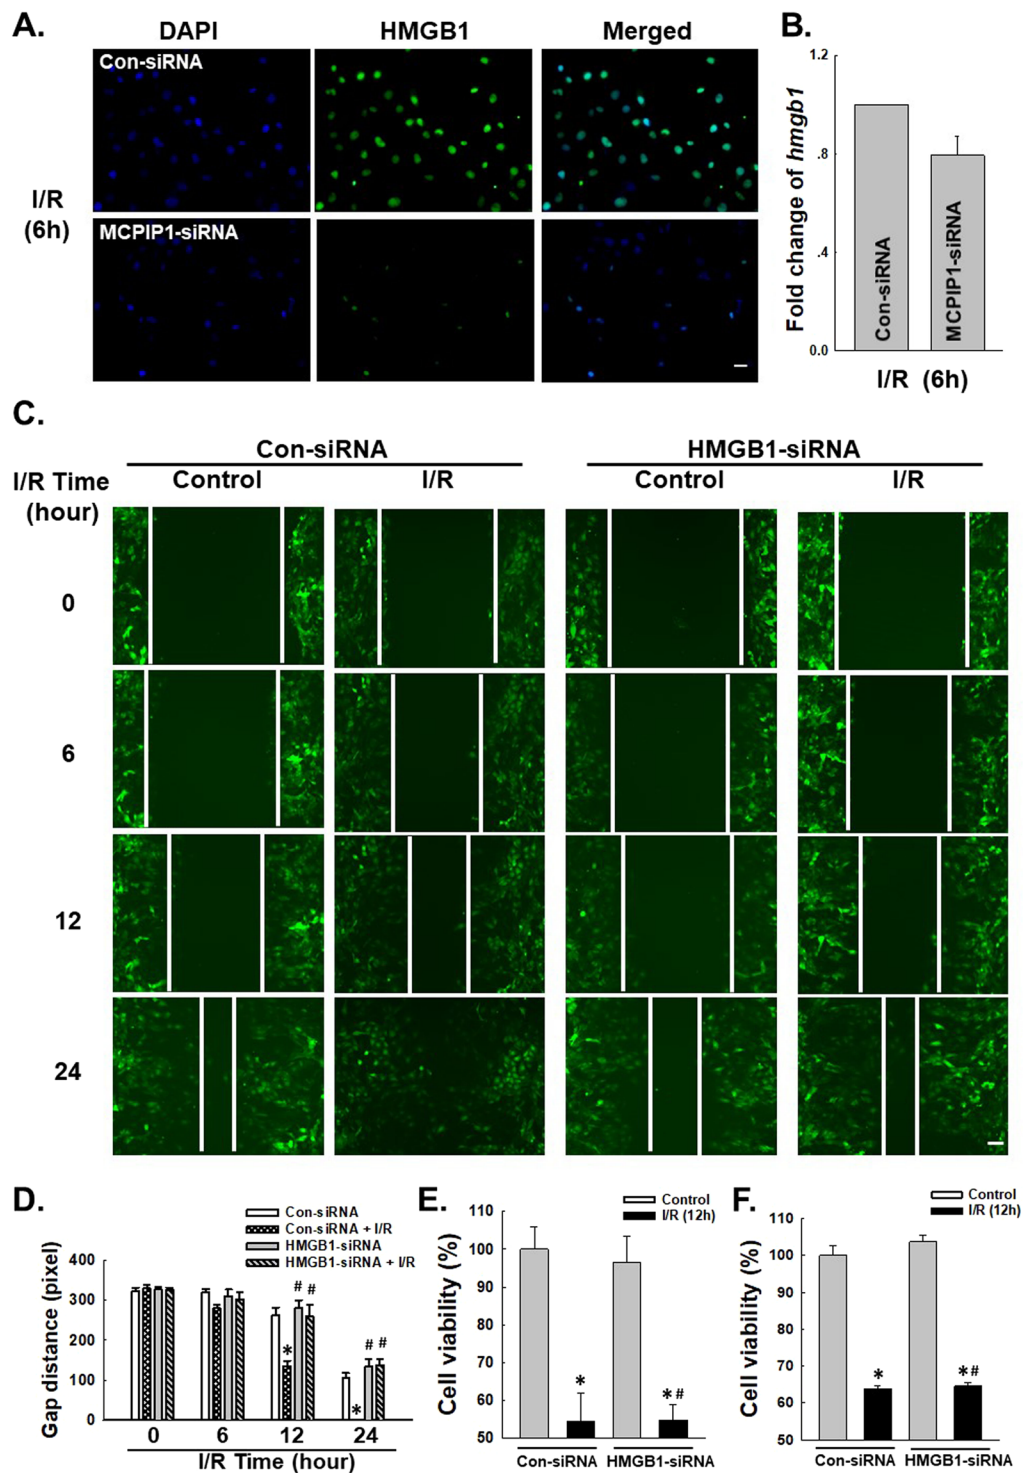 A.
DAPI
HMGB1
Merged
Con-siRNA
I/R
(6h)
MCPIP1-siRNA
B.
Fold change of hmgb1
1.2
.8
.4
0.0
Con-siRNA
MCPIP1-siRNA
I/R (6h)
C.
Con-siRNA
HMGB1-siRNA
I/R Time
(hour)
Control
I/R
Control
I/R
0
6
12
24
D.
Con-siRNA
Con-siRNA + I/R
HMGB1-siRNA
HMGB1-siRNA + I/R
Gap distance (pixel)
400
300
200
100
0
*
# #
*
# #
0 6 12 24
I/R Time (hour)
E.
Control
I/R (12h)
Cell viability (%)
110
100
90
80
70
60
50
*
* #
Con-siRNA HMGB1-siRNA
F.
Control
I/R (12h)
Cell viability (%)
110
100
90
80
70
60
50
*
* #
Con-siRNA HMGB1-siRNA